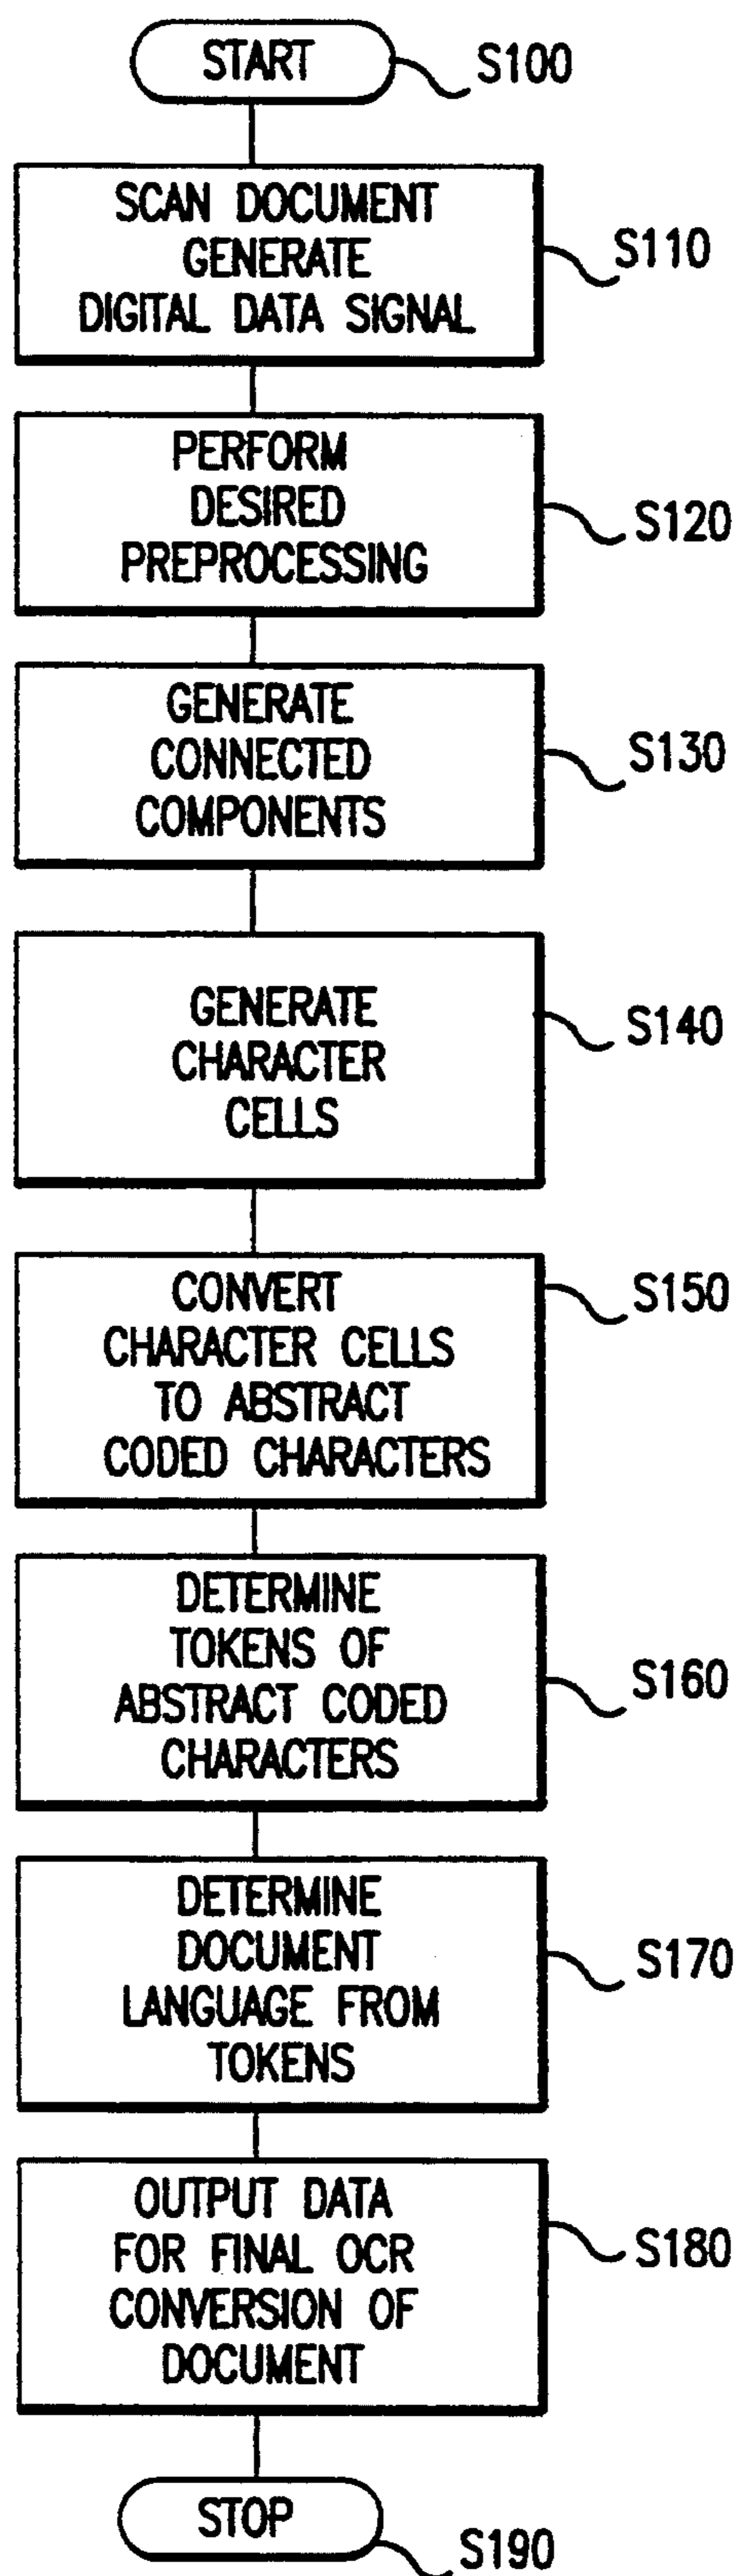 START
S100
SCAN DOCUMENT
GENERATE
DIGITAL DATA SIGNAL
S110
PERFORM
DESIRED
PREPROCESSING
S120
GENERATE
CONNECTED
COMPONENTS
S130
GENERATE
CHARACTER
CELLS
S140
CONVERT
CHARACTER CELLS
TO ABSTRACT
CODED CHARACTERS
S150
DETERMINE
TOKENS OF
ABSTRACT CODED
CHARACTERS
S160
DETERMINE
DOCUMENT
LANGUAGE FROM
TOKENS
S170
OUTPUT DATA
FOR FINAL OCR
CONVERSION OF
DOCUMENT
S180
STOP
S190